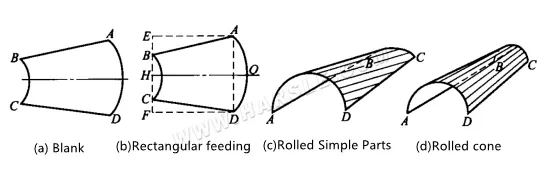 A
B
C
D
E
A
B
H
O
C
F
D
B
C
A
D
B
C
A
D
(a) Blank
(b)Rectangular feeding
(c)Rolled Simple Parts
(d)Rolled cone